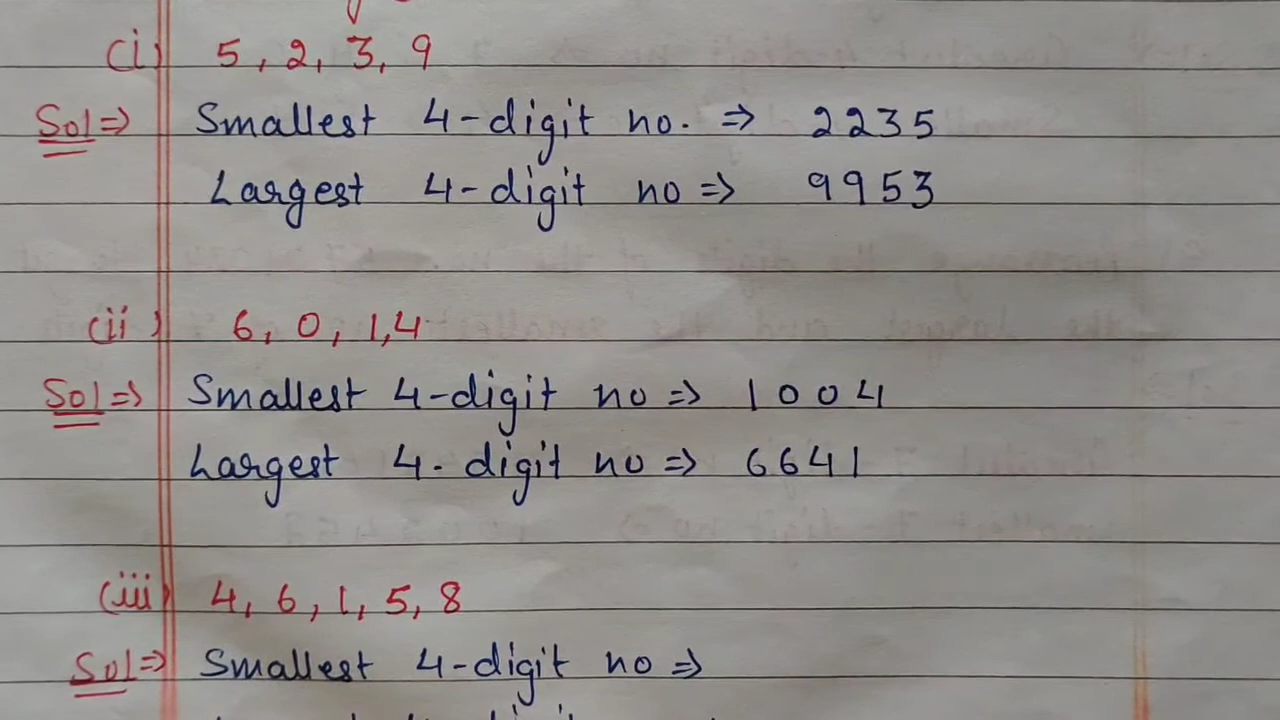 (i) 5, 2, 3, 9
Sol⇒ Smallest 4-digit no. ⇒ 2235
Largest 4-digit no ⇒ 9953
(ii) 6, 0, 1,4
Sol⇒ Smallest 4-digit no ⇒ 1004
Largest 4-digit no ⇒ 6641
(iii) 4, 6, 1, 5, 8
Sol⇒ Smallest 4-digit no ⇒